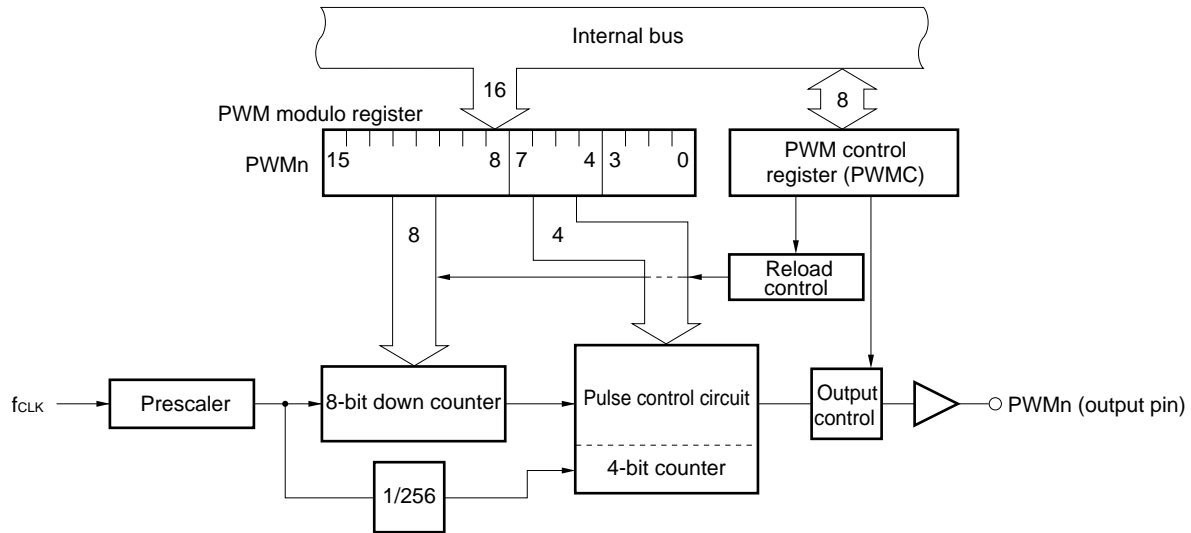 Internal bus
16
8
PWM modulo register
PWMn
15 8 7 4 3 0
PWM control
register (PWMC)
8
4
Reload
control
fCLK
Prescaler
8-bit down counter
Pulse control circuit
Output
control
PWMn (output pin)
4-bit counter
1/256